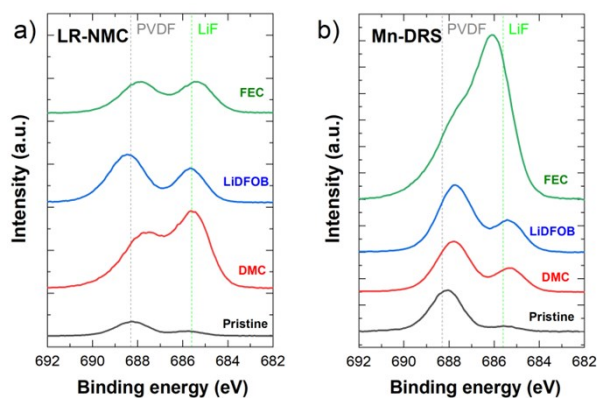 a) LR-NMC PVDF LiF
FEC
LiDFOB
DMC
Pristine
Intensity (a.u.)
692 690 688 686 684 682
Binding energy (eV)
b) Mn-DRS PVDF LiF
FEC
LiDFOB
DMC
Pristine
Intensity (a.u.)
692 690 688 686 684 682
Binding energy (eV)